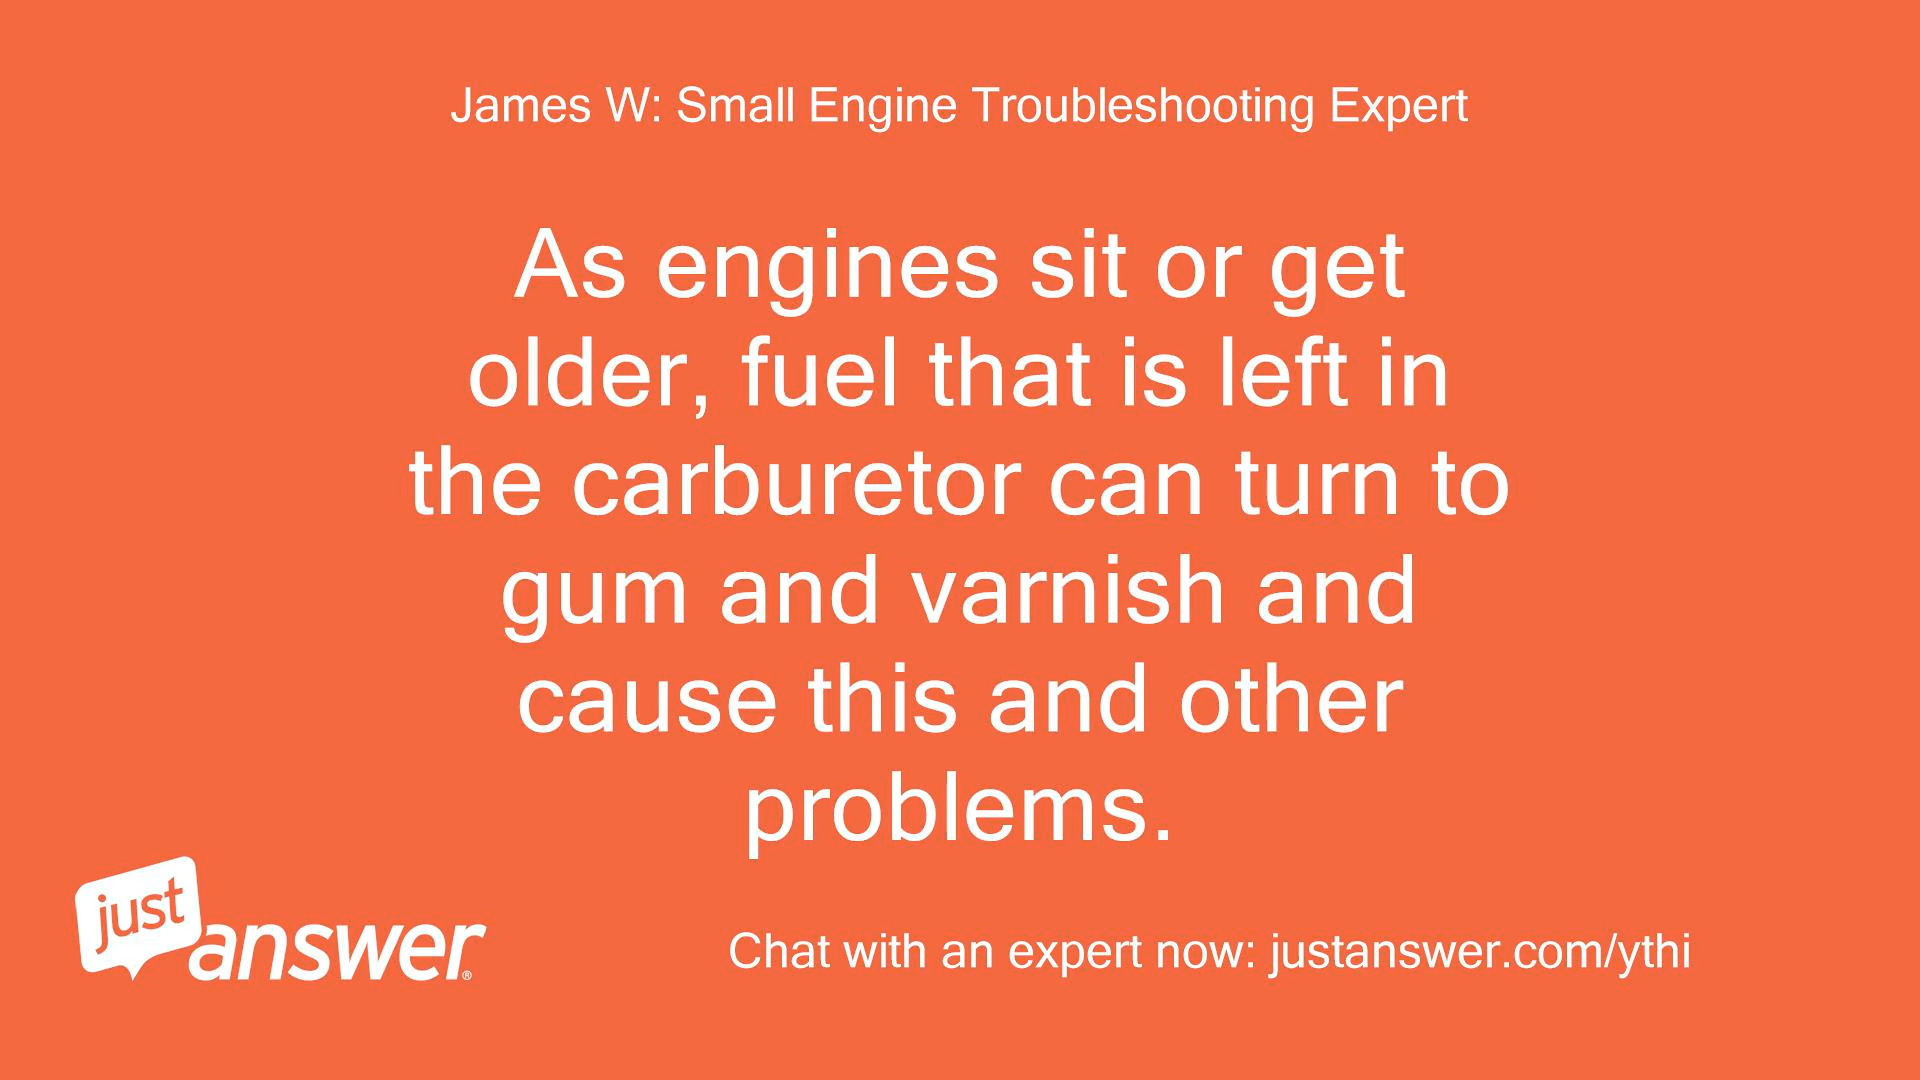 James W: Small Engine Troubleshooting Expert
As engines sit or get
older, fuel that is left in
the carburetor can turn to
gum and varnish and
cause this and other
problems.
just
answer®
Chat with an expert now: justanswer.com/ythi